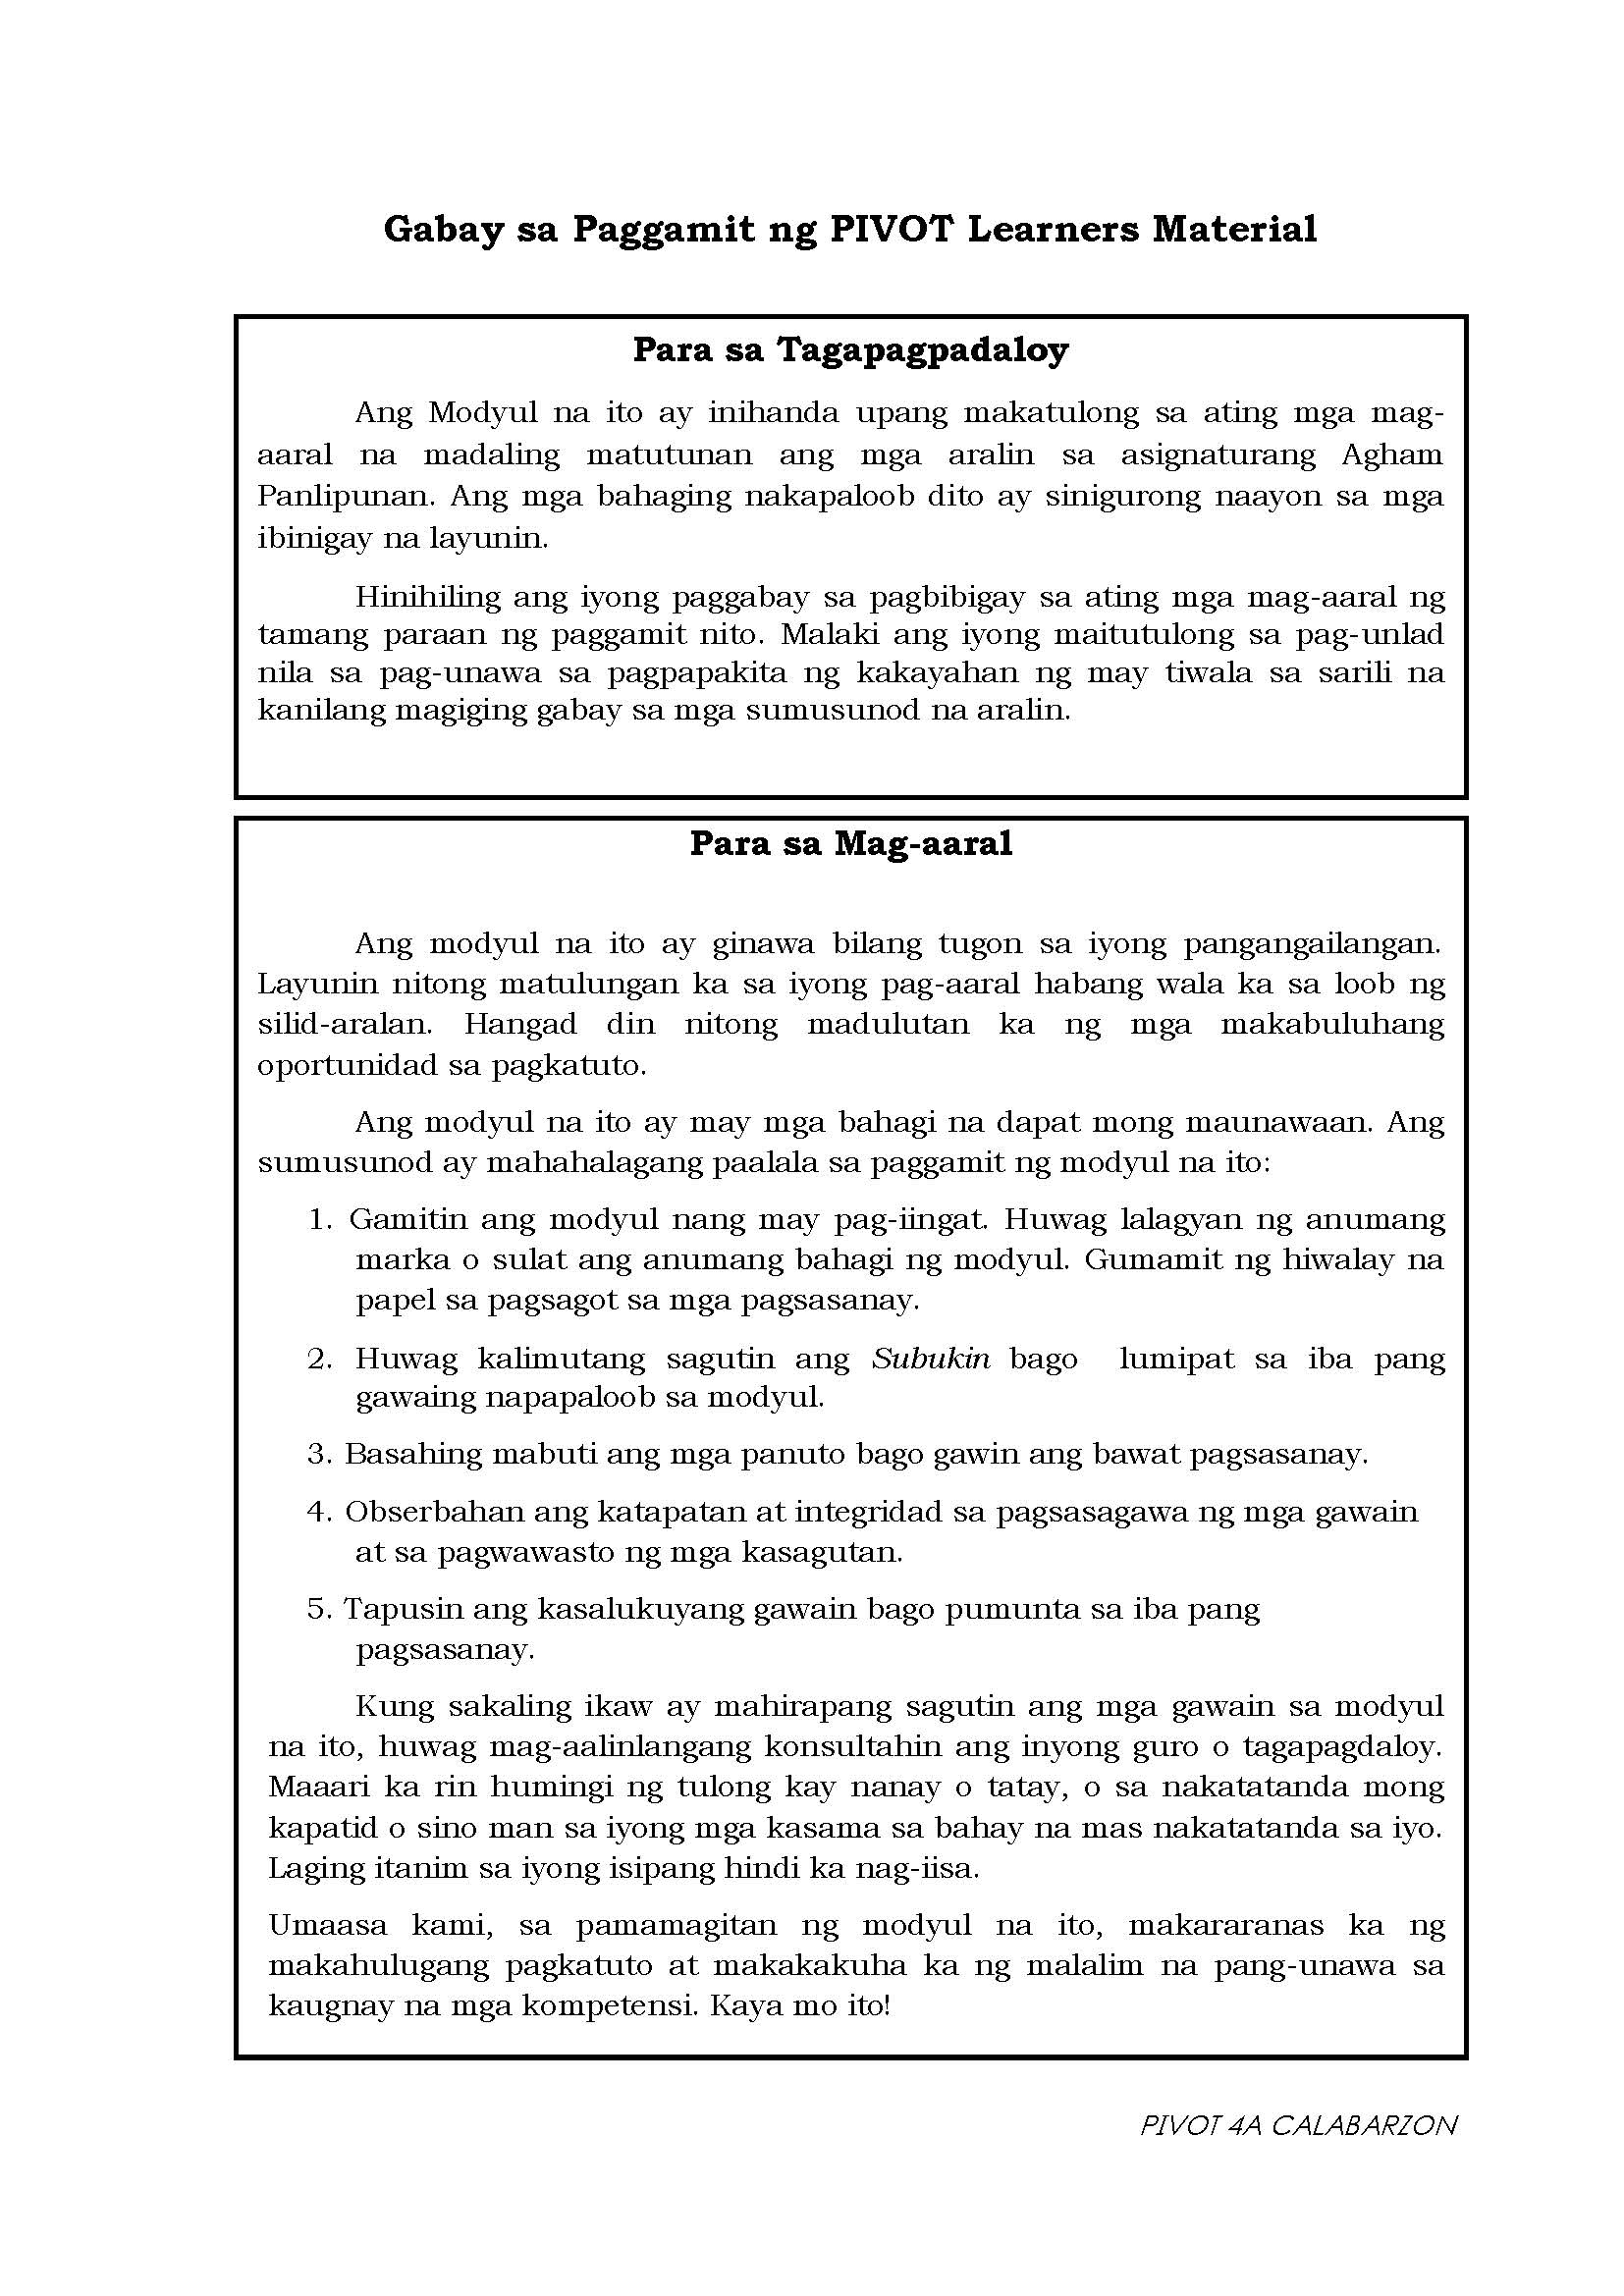 Gabay sa Paggamit ng PIVOT Learners Material
Para sa Tagapagpadaloy
Ang Modyul na ito ay inihanda upang makatulong sa ating mga mag-
aaral na madaling matutunan ang mga aralin sa asignaturang Agham
Panlipunan. Ang mga bahaging nakapaloob dito ay sinigurong naayon sa mga
ibinigay na layunin.
Hinihiling ang iyong paggabay sa pagbibigay sa ating mga mag-aaral ng
tamang paraan ng paggamit nito. Malaki ang iyong maitutulong sa pag-unlad
nila sa pag-unawa sa pagpapakita ng kakayahan ng may tiwala sa sarili na
kanilang magiging gabay sa mga sumusunod na aralin.
Para sa Mag-aaral
Ang modyul na ito ay ginawa bilang tugon sa iyong pangangailangan.
Layunin nitong matulungan ka sa iyong pag-aaral habang wala ka sa loob ng
silid-aralan. Hangad din nitong madulutan ka ng mga makabuluhang
oportunidad sa pagkatuto.
Ang modyul na ito ay may mga bahagi na dapat mong maunawaan. Ang
sumusunod ay mahahalagang paalala sa paggamit ng modyul na ito:
1. Gamitin ang modyul nang may pag-iingat. Huwag lalagyan ng anumang
marka o sulat ang anumang bahagi ng modyul. Gumamit ng hiwalay na
papel sa pagsagot sa mga pagsasanay.
2. Huwag kalimutang sagutin ang Subukin bago lumipat sa iba pang
gawaing napapaloob sa modyul.
3. Basahing mabuti ang mga panuto bago gawin ang bawat pagsasanay.
4. Obserbahan ang katapatan at integridad sa pagsasagawa ng mga gawain
at sa pagwawasto ng mga kasagutan.
5. Tapusin ang kasalukuyang gawain bago pumunta sa iba pang
pagsasanay.
Kung sakaling ikaw ay mahirapang sagutin ang mga gawain sa modyul
na ito, huwag mag-aalinlangang konsultahin ang inyong guro o tagapagdaloy.
Maaari ka rin humingi ng tulong kay nanay o tatay, o sa nakatatanda mong
kapatid o sino man sa iyong mga kasama sa bahay na mas nakatatanda sa iyo.
Laging itanim sa iyong isipang hindi ka nag-iisa.
Umaasa kami, sa pamamagitan ng modyul na ito, makararanas ka ng
makahulugang pagkatuto at makakakuha ka ng malalim na pang-unawa sa
kaugnay na mga kompetensi. Kaya mo ito!
PIVOT 4A CALABARZON